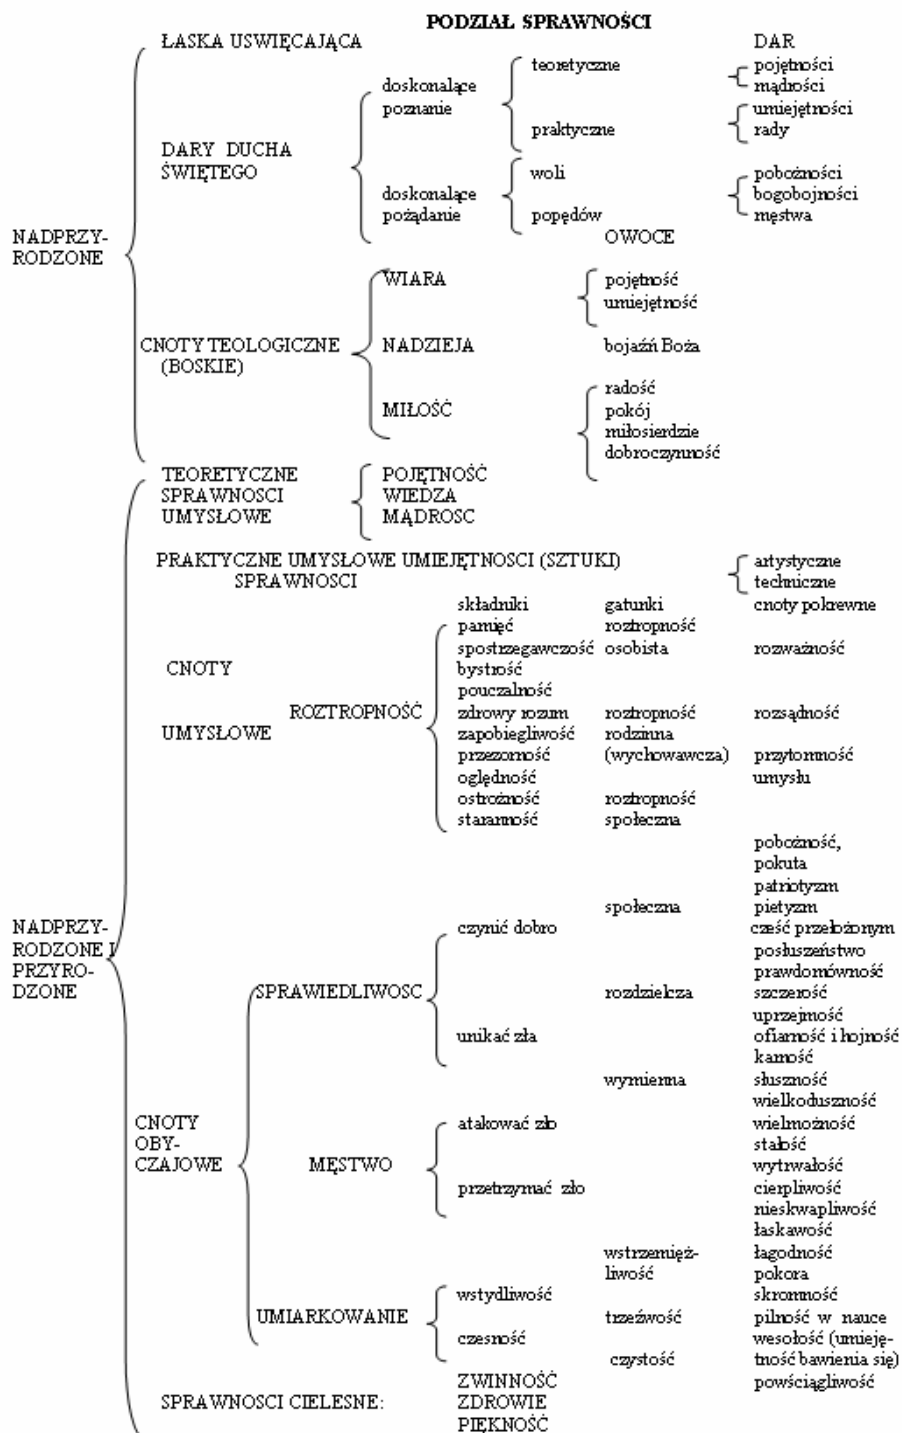 PODZIAŁ SPRAWNOŚCI
ŁASKA USWIĘCAJĄCA DAR
teoretyczne pojętności
doskonalące mądrości
poznanie umiejętności
praktyczne rady
DARY DUCHA
ŚWIĘTEGO woli pobożności
doskonalące bogobojności
pożądanie popędów męstwa
NADPRZY- OWOCE
RODZONE
WIARA pojętność
umiejętność
CNOTY TEOLOGICZNE NADZIEJA bojaźń Boża
(BOSKIE)
radość
MIŁOŚĆ pokój
miłosierdzie
dobroczynność
TEORETYCZNE POJĘTNOŚĆ
SPRAWNOSCI WIEDZA
UMYSŁOWE MĄDROSC
PRAKTYCZNE UMYSŁOWE UMIEJĘTNOSCI (SZTUKI) artystyczne
SPRAWNOSCI techniczne
składniki gatunki cnoty pokrewne
pamięć roztropność
spostrzegawczość osobista rozważność
CNOTY bystrość
pouczalność
ROZTROPNOŚĆ zdrowy rozum roztropność rozsądność
UMYSŁOWE zapobiegliwość rodzinna
przezorność (wychowawcza) przytomność
oględność umysłu
ostrożność roztropność
staranność społeczna
pobożność,
pokuta
patriotyzm
społeczna pietyzm
NADPRZY- czynić dobro cześć przełożonym
RODZONE I posłuszeństwo
PRZYRO- prawdomówność
DZONE SPRAWIEDLIWOSC rozdzielcza szczerość
uprzejmość
unikać zła ofiarność i hojność
karność
wymienna słuszność
wielkoduszność
CNOTY atakować zło wielmożność
OBY- stałość
CZAJOWE MĘSTWO wytrwałość
przetrzymać zło cierpliwość
nieskwapliwość
łaskawość
wstrzemięź- łagodność
liwość pokora
wstydliwość skromność
UMIARKOWANIE trzeźwość pilność w nauce
czesność wesołość (umieję-
czystość tność bawienia się)
ZWINNOŚĆ powściągliwość
SPRAWNOSCI CIELESNE: ZDROWIE
PIĘKNOŚĆ